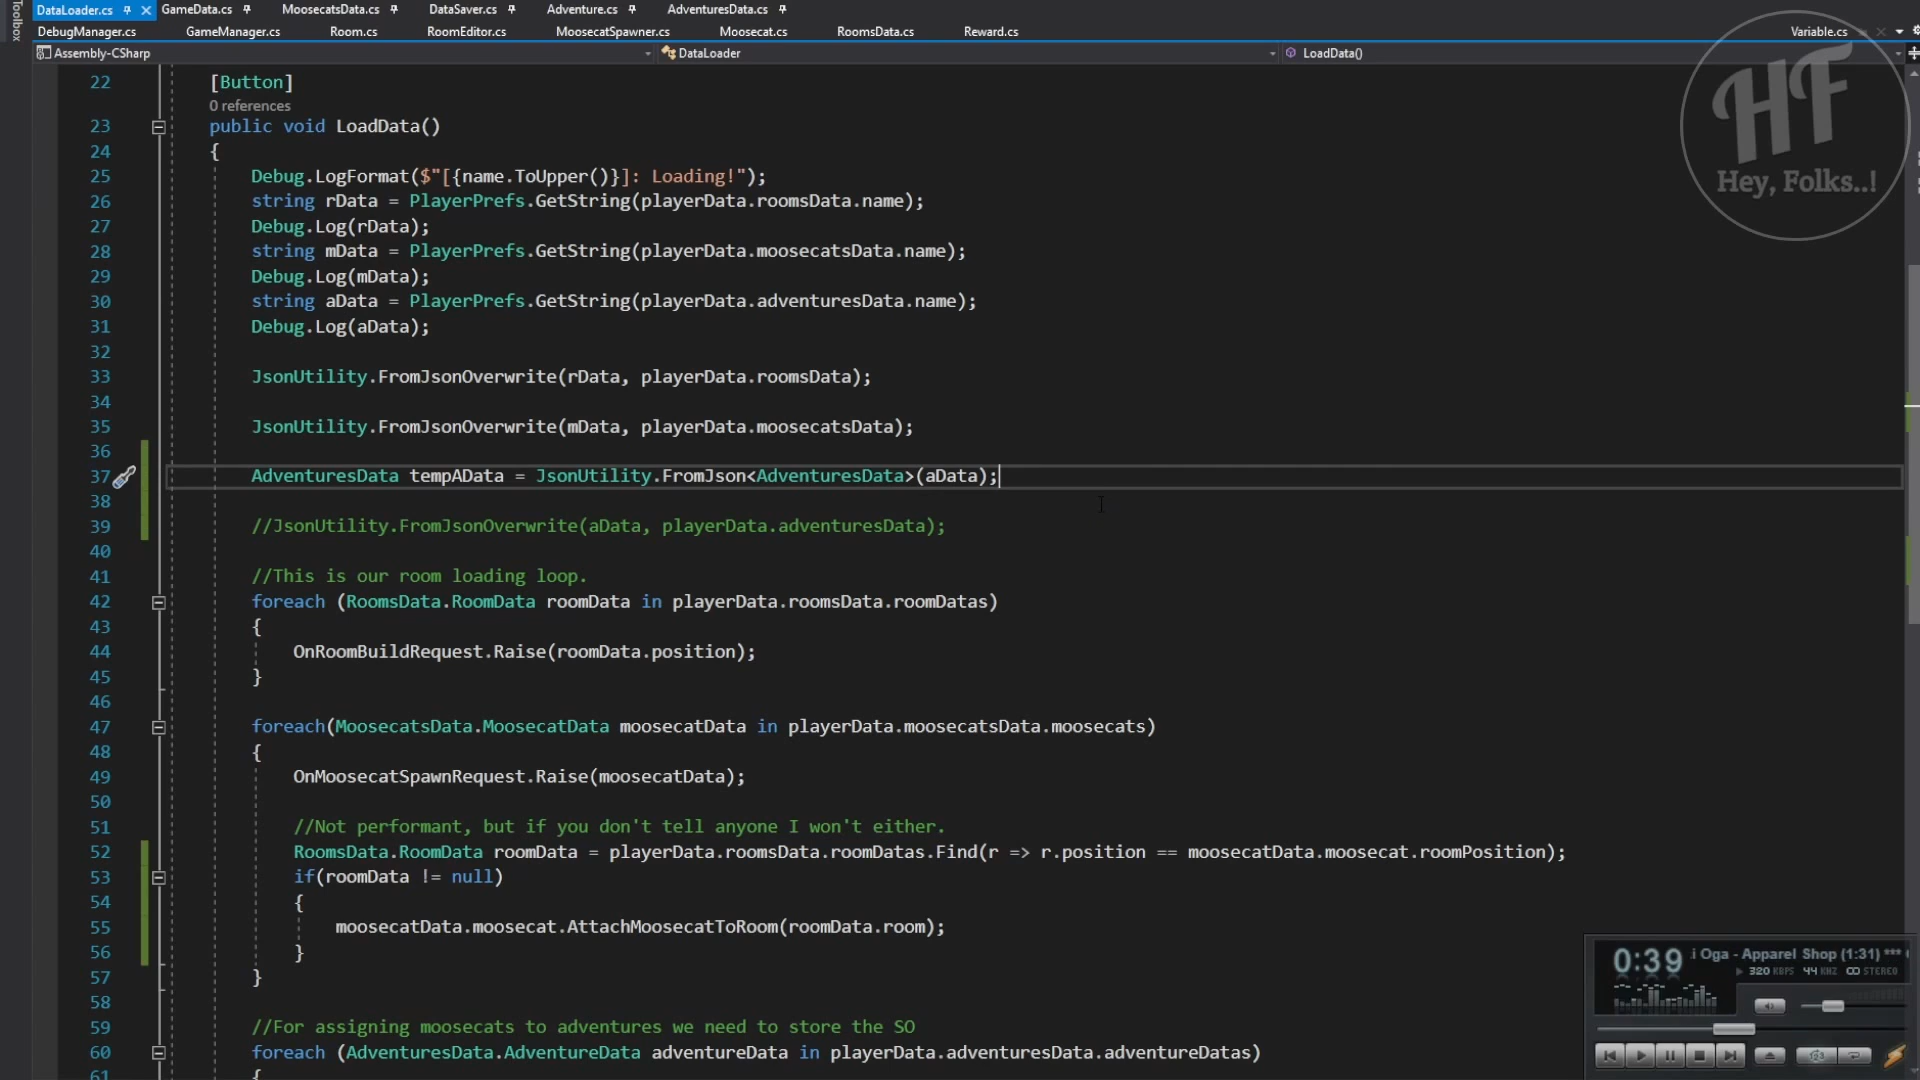 Toolbox
DataLoader.cs GameData.cs MoosecatsData.cs DataSaver.cs Adventure.cs AdventuresData.cs
DebugManager.cs GameManager.cs Room.cs RoomEditor.cs MoosecatSpawner.cs Moosecat.cs RoomsData.cs Reward.cs Variable.cs
Assembly-CSharp DataLoader LoadData()
22 [Button]
0 references
23 public void LoadData()
24 {
25 Debug.LogFormat($"[{name.ToUpper()}]: Loading!");
26 string rData = PlayerPrefs.GetString(playerData.roomsData.name);
27 Debug.Log(rData);
28 string mData = PlayerPrefs.GetString(playerData.moosecatsData.name);
29 Debug.Log(mData);
30 string aData = PlayerPrefs.GetString(playerData.adventuresData.name);
31 Debug.Log(aData);
32
33 JsonUtility.FromJsonOverwrite(rData, playerData.roomsData);
34
35 JsonUtility.FromJsonOverwrite(mData, playerData.moosecatsData);
36
37 AdventuresData tempAData = JsonUtility.FromJson<AdventuresData>(aData);
38
39 //JsonUtility.FromJsonOverwrite(aData, playerData.adventuresData);
40
41 //This is our room loading loop.
42 foreach (RoomsData.RoomData roomData in playerData.roomsData.roomDatas)
43 {
44 OnRoomBuildRequest.Raise(roomData.position);
45 }
46
47 foreach(MoosecatsData.MoosecatData moosecatData in playerData.moosecatsData.moosecats)
48 {
49 OnMoosecatSpawnRequest.Raise(moosecatData);
50
51 //Not performant, but if you don't tell anyone I won't either.
52 RoomsData.RoomData roomData = playerData.roomsData.roomDatas.Find(r => r.position == moosecatData.moosecat.roomPosition);
53 if(roomData != null)
54 {
55 moosecatData.moosecat.AttachMoosecatToRoom(roomData.room);
56 }
57 }
58
59 //For assigning moosecats to adventures we need to store the SO
60 foreach (AdventuresData.AdventureData adventureData in playerData.adventuresData.adventureDatas)
61 {
HF
Hey, Folks..!
0:39 i Oga - Apparel Shop (1:31) ***
320 KBPS 44 KHZ STEREO